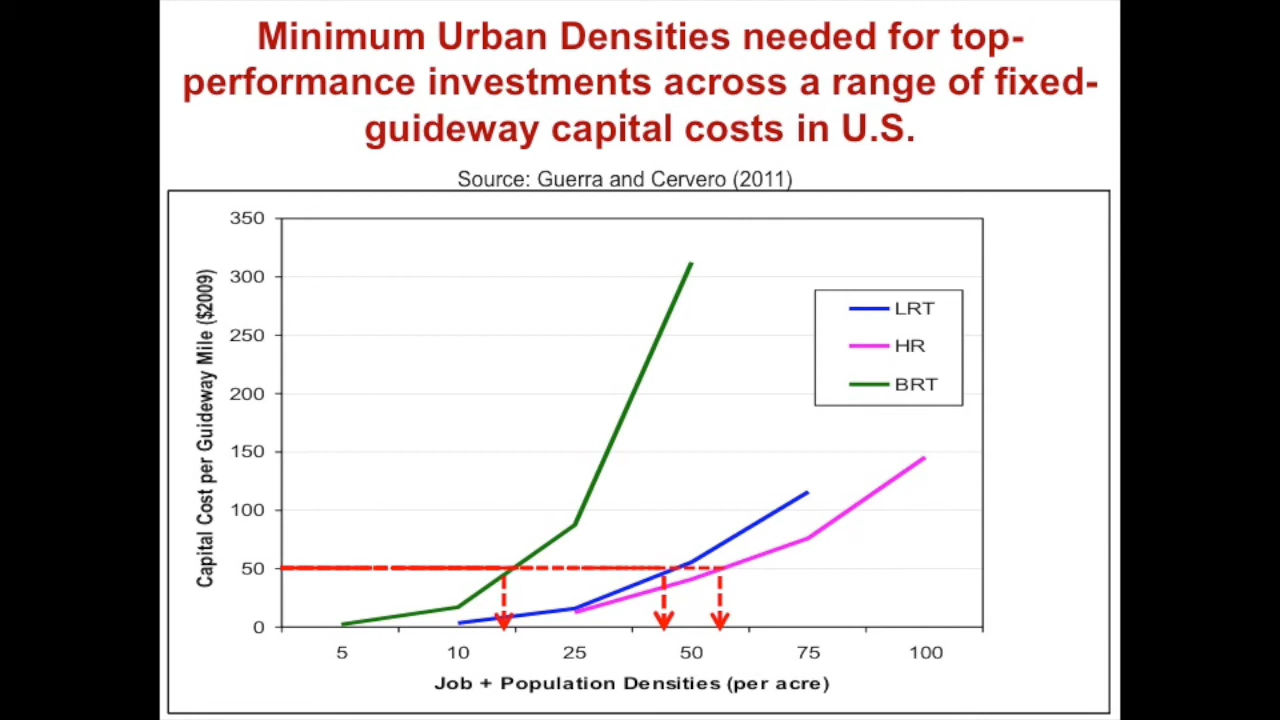 Minimum Urban Densities needed for top-
performance investments across a range of fixed-
guideway capital costs in U.S.
Source: Guerra and Cervero (2011)
Capital Cost per Guideway Mile ($2009)
350
300
250
200
150
100
50
0
LRT
HR
BRT
5 10 25 50 75 100
Job + Population Densities (per acre)